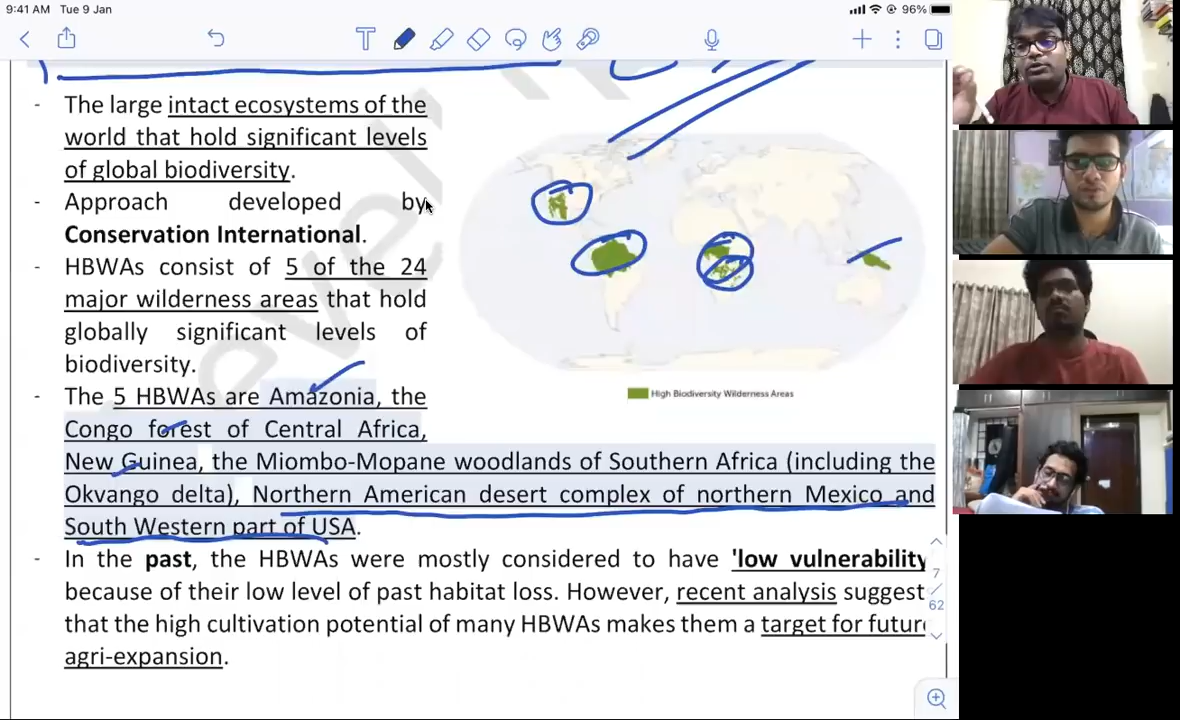 9:41 AM Tue 9 Jan
96%
T
- The large intact ecosystems of the
world that hold significant levels
of global biodiversity.
- Approach developed by
Conservation International.
- HBWAs consist of 5 of the 24
major wilderness areas that hold
globally significant levels of
biodiversity.
- The 5 HBWAs are Amazonia, the
Congo forest of Central Africa,
New Guinea, the Miombo-Mopane woodlands of Southern Africa (including the
Okvango delta), Northern American desert complex of northern Mexico and
South Western part of USA.
- In the past, the HBWAs were mostly considered to have 'low vulnerability
because of their low level of past habitat loss. However, recent analysis suggest
that the high cultivation potential of many HBWAs makes them a target for future
agri-expansion.
High Biodiversity Wilderness Areas
7
/
62